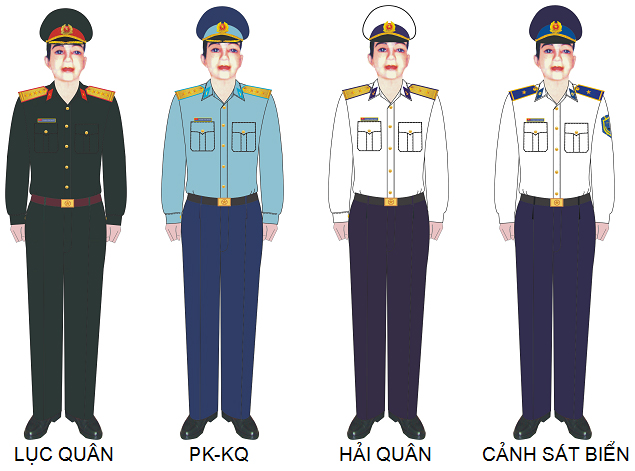 LỤC QUÂN
PK-KQ
HẢI QUÂN
CẢNH SÁT BIỂN